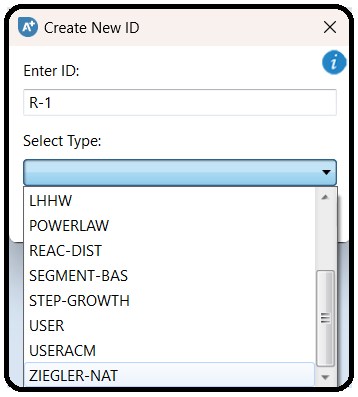 Create New ID
Enter ID:
R-1
Select Type:
LHHW
POWERLAW
REAC-DIST
SEGMENT-BAS
STEP-GROWTH
USER
USERACM
ZIEGLER-NAT